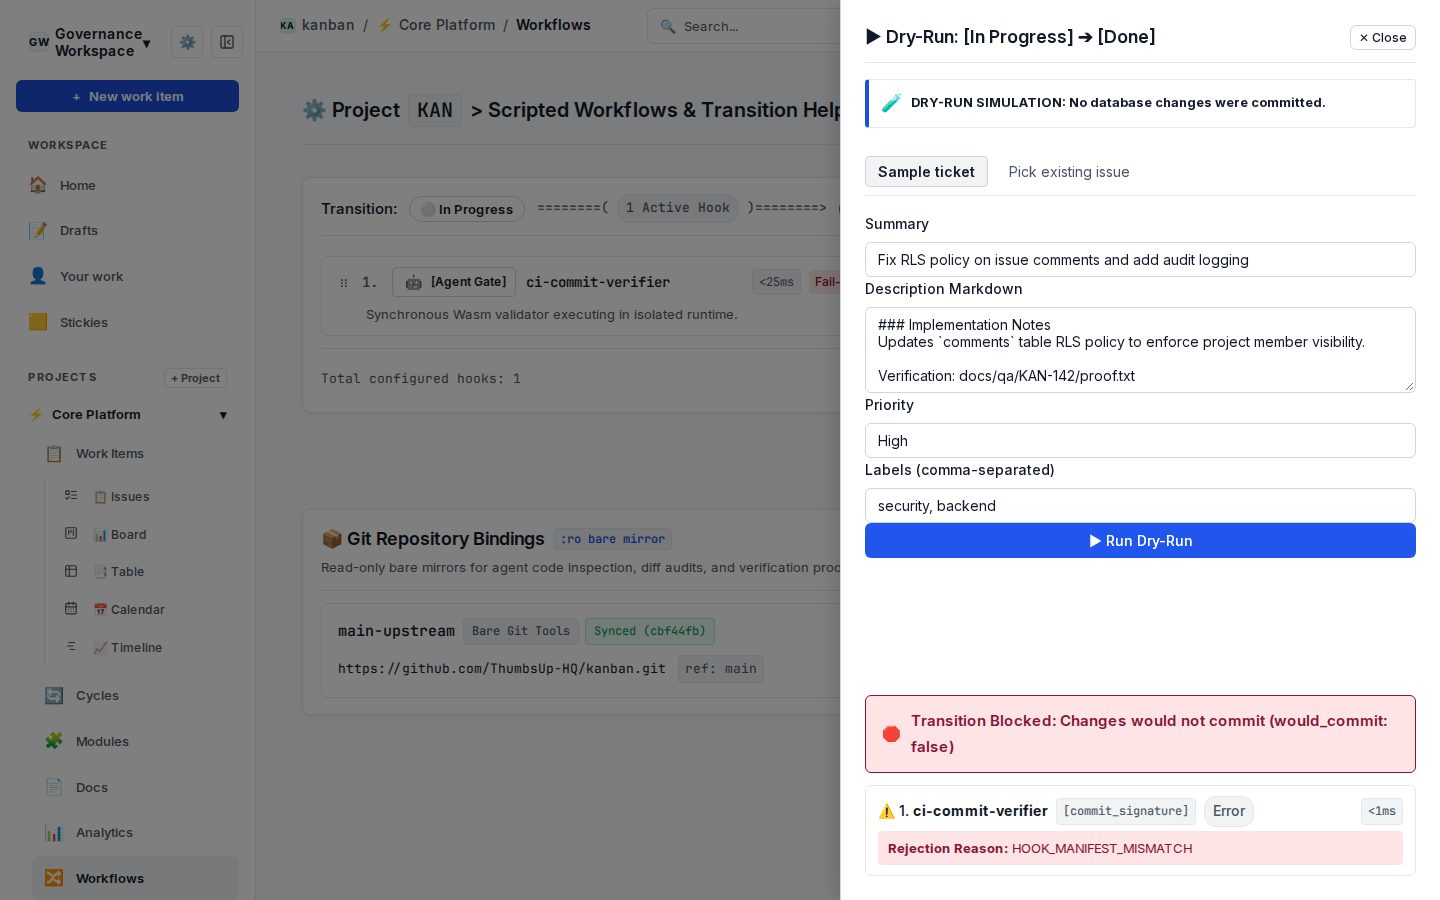 GW Governance Workspace ▾
+ New work item
WORKSPACE
Home
Drafts
Your work
Stickies
PROJECTS
+ Project
Core Platform ▾
Work Items
Issues
Board
Table
Calendar
Timeline
Cycles
Modules
Docs
Analytics
Workflows
KA kanban / ⚡ Core Platform / Workflows
Search...
Project KAN > Scripted Workflows & Transition Help
Transition: In Progress ========( 1 Active Hook )========> (
1. [Agent Gate] ci-commit-verifier <25ms Fail-
Synchronous Wasm validator executing in isolated runtime.
Total configured hooks: 1
Git Repository Bindings :ro bare mirror
Read-only bare mirrors for agent code inspection, diff audits, and verification proo
main-upstream Bare Git Tools Synced (cbf44fb)
https://github.com/ThumbsUp-HQ/kanban.git ref: main
▶ Dry-Run: [In Progress] ➔ [Done]
✕ Close
DRY-RUN SIMULATION: No database changes were committed.
Sample ticket
Pick existing issue
Summary
Fix RLS policy on issue comments and add audit logging
Description Markdown
### Implementation Notes
Updates `comments` table RLS policy to enforce project member visibility.
Verification: docs/qa/KAN-142/proof.txt
Priority
High
Labels (comma-separated)
security, backend
▶ Run Dry-Run
Transition Blocked: Changes would not commit (would_commit:
false)
1. ci-commit-verifier [commit_signature] Error <1ms
Rejection Reason: HOOK_MANIFEST_MISMATCH